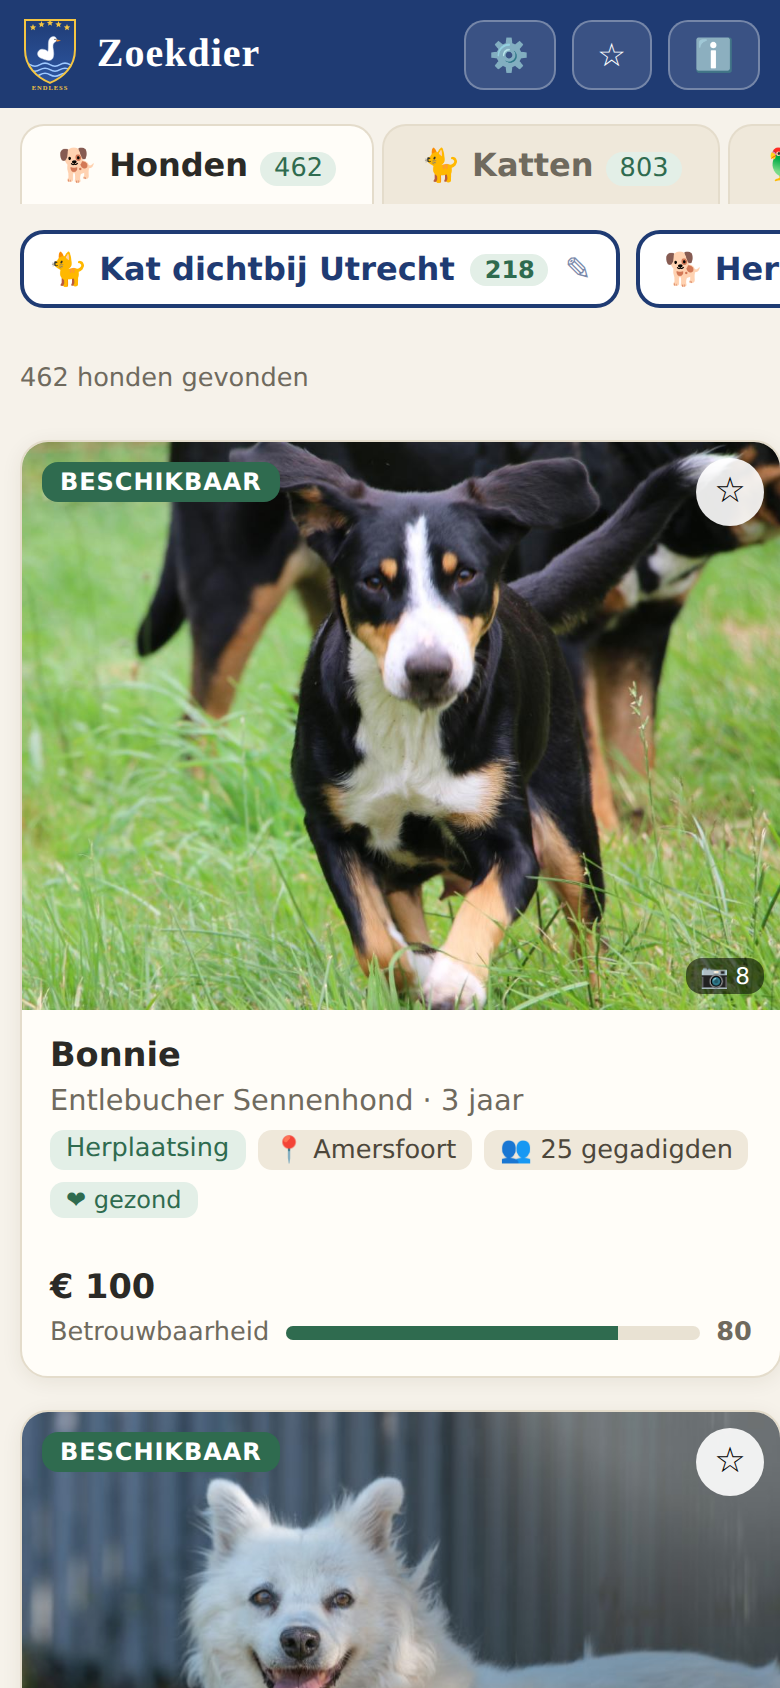 ENDLESS
Zoekdier
Honden 462
Katten 803
Kat dichtbij Utrecht 218
Her
462 honden gevonden
BESCHIKBAAR
8
Bonnie
Entlebucher Sennenhond · 3 jaar
Herplaatsing
Amersfoort
25 gegadigden
❤ gezond
€ 100
Betrouwbaarheid 80
BESCHIKBAAR